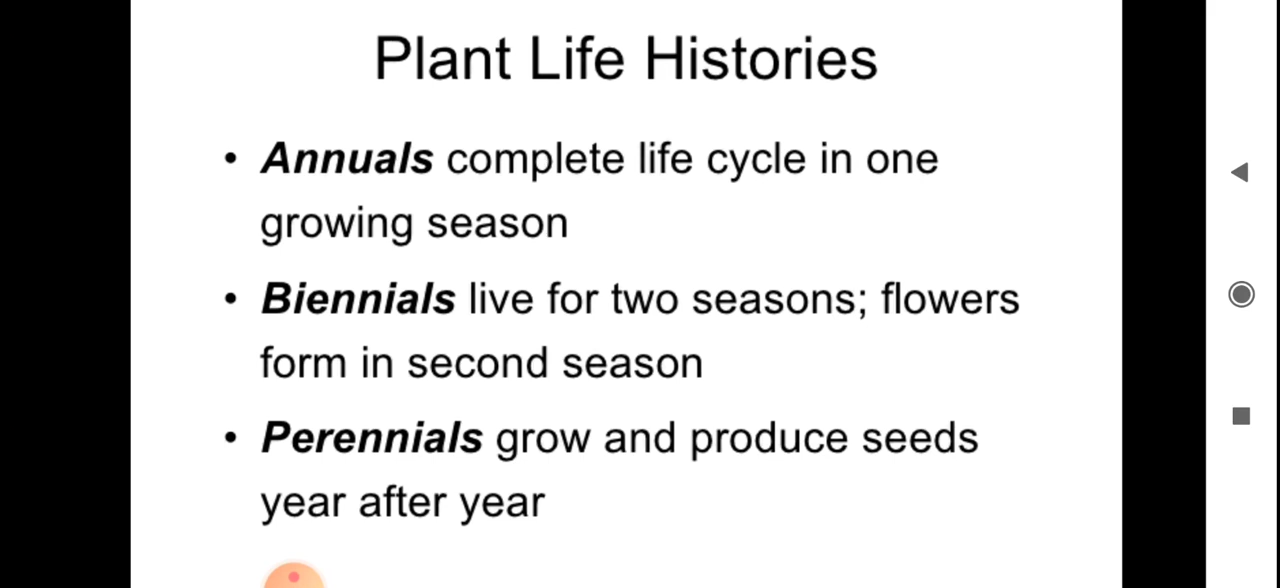 Plant Life Histories
• Annuals complete life cycle in one
growing season
• Biennials live for two seasons; flowers
form in second season
• Perennials grow and produce seeds
year after year